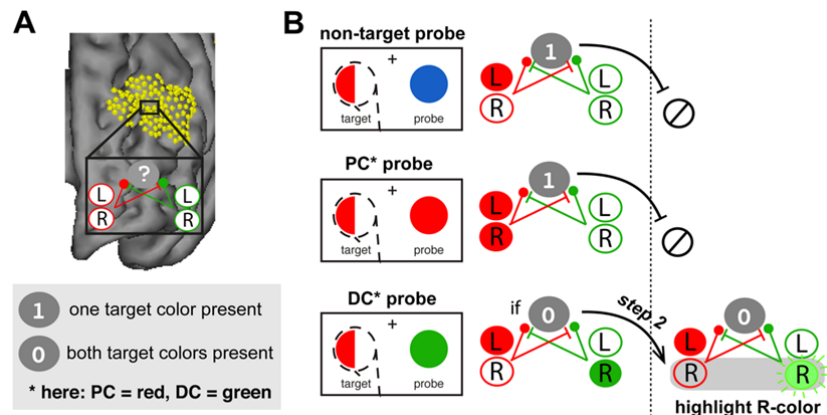 A
?
L
R
L
R
1 one target color present
0 both target colors present
* here: PC = red, DC = green
B
non-target probe
+
target
probe
1
L
R
L
R
PC* probe
+
target
probe
1
L
R
L
R
DC* probe
+
target
probe
if
0
L
R
L
R
step 2
0
L
R
L
R
highlight R-color